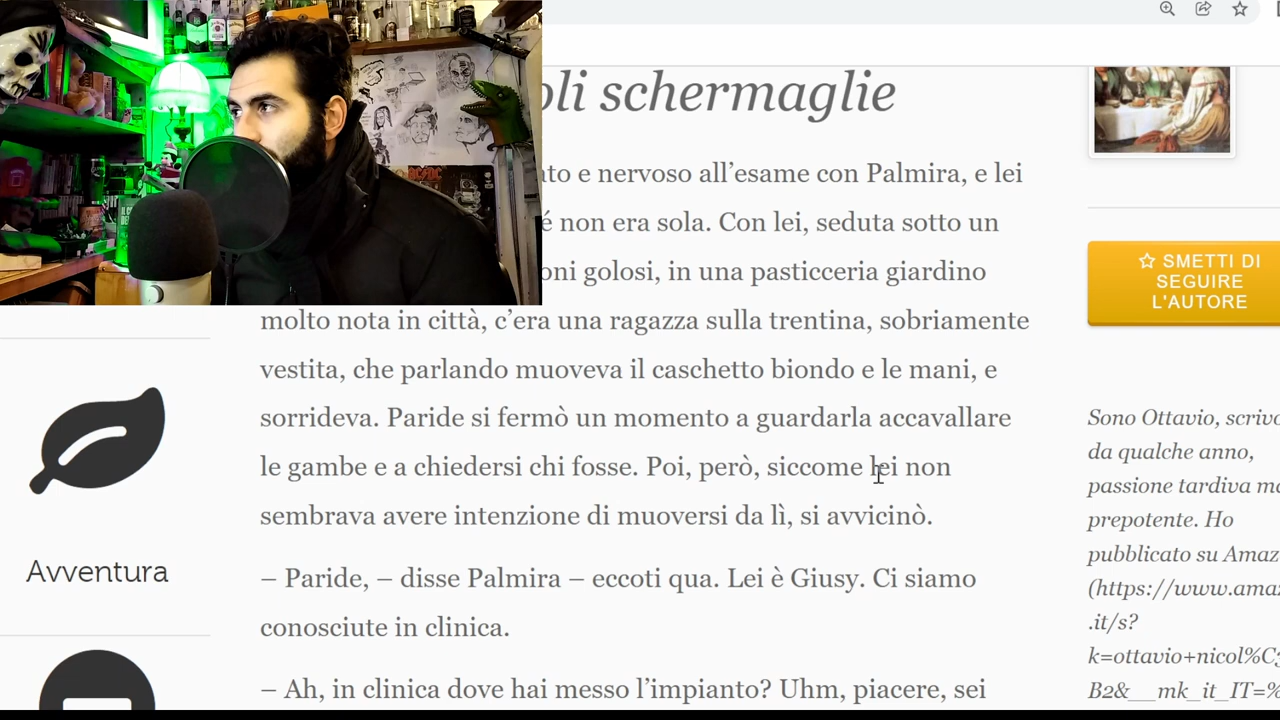 oli schermaglie
to e nervoso all’esame con Palmira, e lei
é non era sola. Con lei, seduta sotto un
oni golosi, in una pasticceria giardino
molto nota in città, c’era una ragazza sulla trentina, sobriamente
vestita, che parlando muoveva il caschetto biondo e le mani, e
sorrideva. Paride si fermò un momento a guardarla accavallare
le gambe e a chiedersi chi fosse. Poi, però, siccome lei non
sembrava avere intenzione di muoversi da lì, si avvicinò.
– Paride, – disse Palmira – eccoti qua. Lei è Giusy. Ci siamo
conosciute in clinica.
– Ah, in clinica dove hai messo l’impianto? Uhm, piacere, sei
Avventura
SMETTI DI
SEGUIRE
L'AUTORE
Sono Ottavio, scrivo
da qualche anno,
passione tardiva ma
prepotente. Ho
pubblicato su Amaz
(https://www.ama
.it/s?
k=ottavio+nicol%C3
B2&__mk_it_IT=%
AC/DC